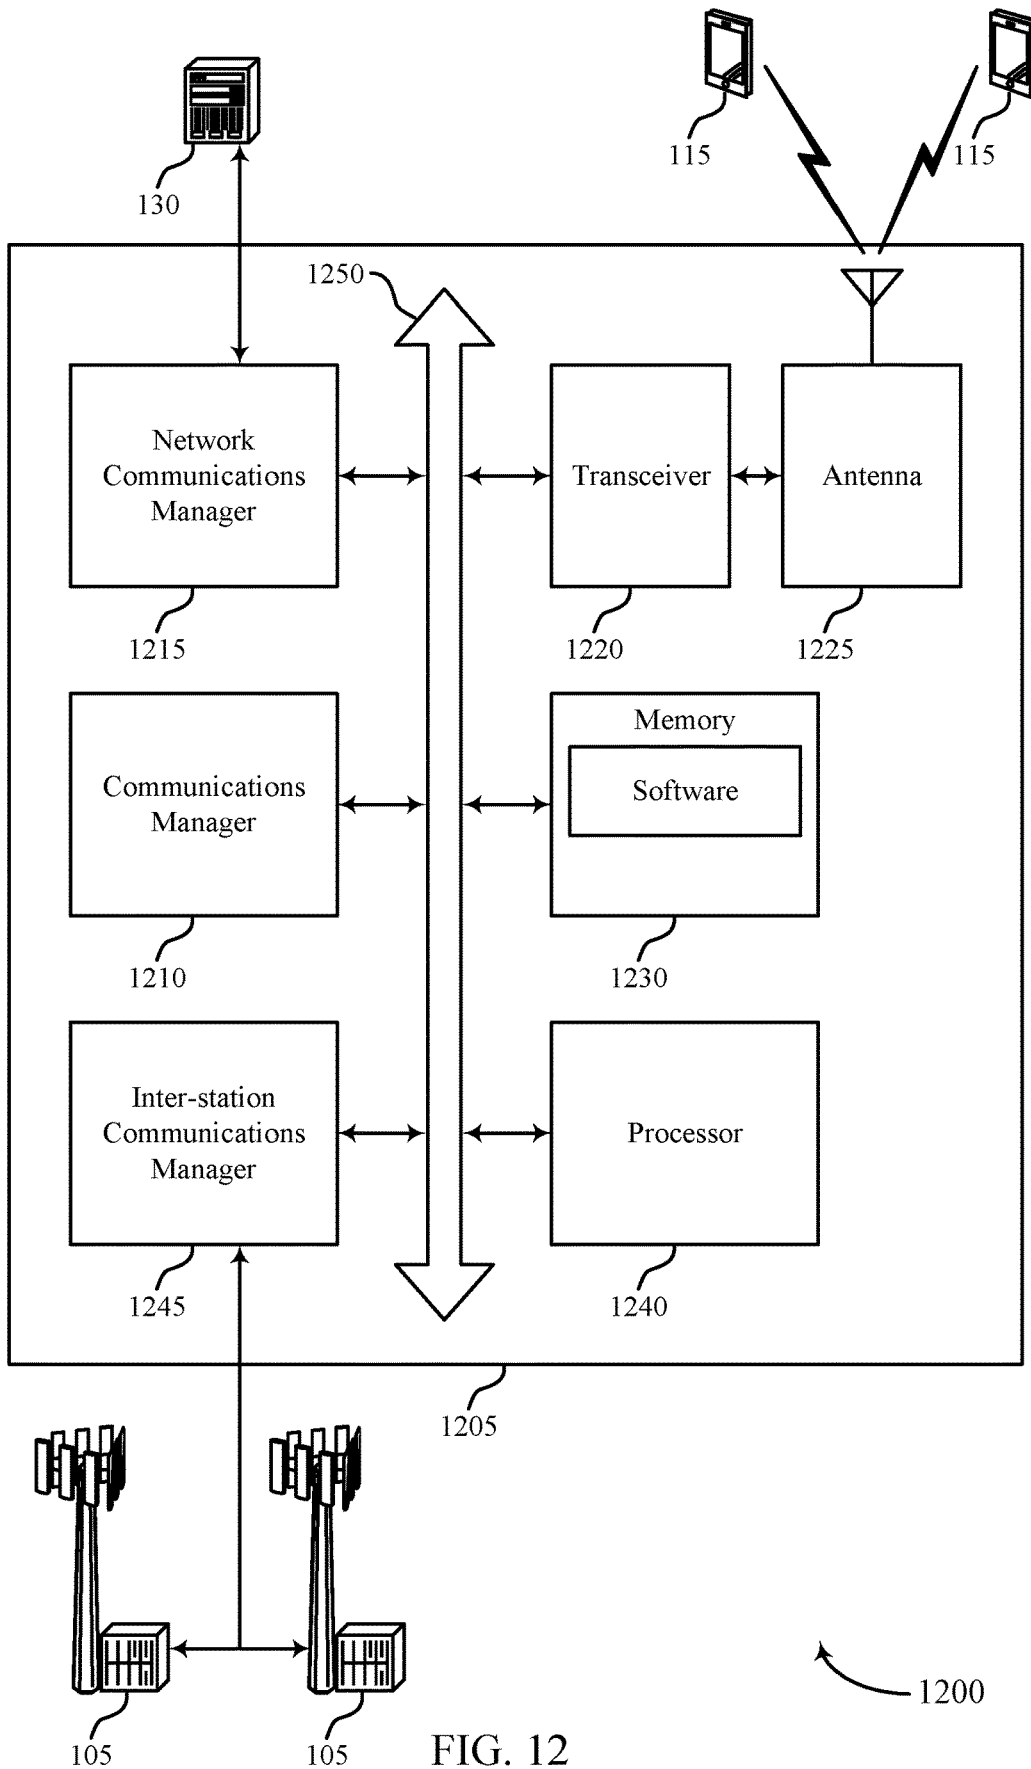 115
115
130
1250
Network
Communications
Manager
Transceiver
Antenna
1215
1220
1225
Communications
Manager
Memory
Software
1210
1230
Inter-station
Communications
Manager
Processor
1245
1240
1205
1200
105
105
FIG. 12